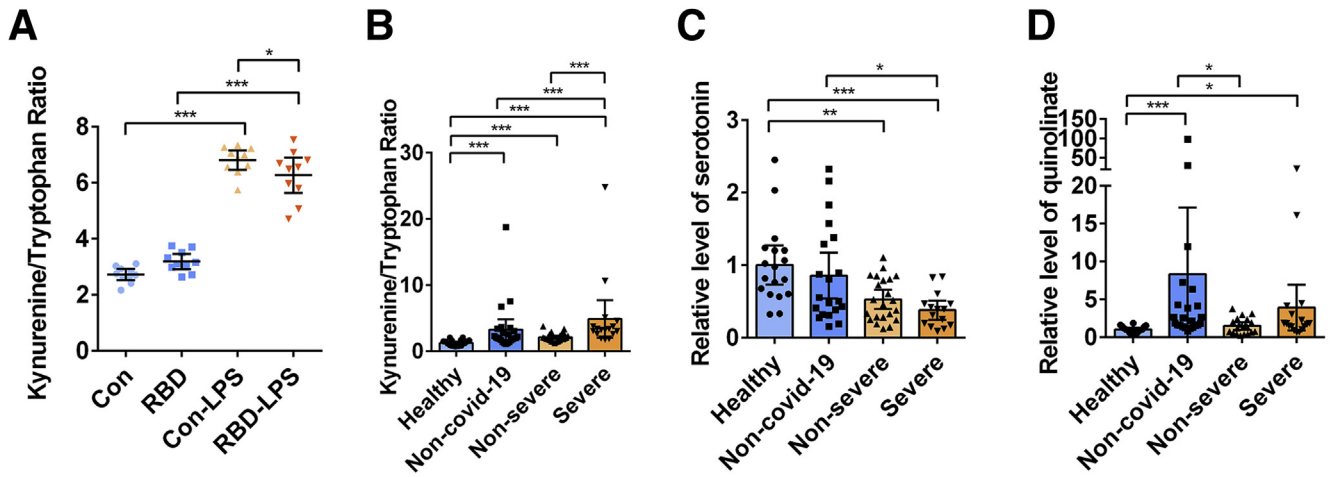 A
Kynurenine/Tryptophan Ratio
8
6
4
2
0
***
***
*
Con
RBD
Con-LPS
RBD-LPS
B
Kynurenine/Tryptophan Ratio
30
20
10
0
***
***
***
***
***
Healthy
Non-covid-19
Non-severe
Severe
C
Relative level of serotonin
3
2
1
0
*
***
**
Healthy
Non-covid-19
Non-severe
Severe
D
Relative level of quinolinate
150
100
50
20
15
10
5
0
*
*
***
Healthy
Non-covid-19
Non-severe
Severe